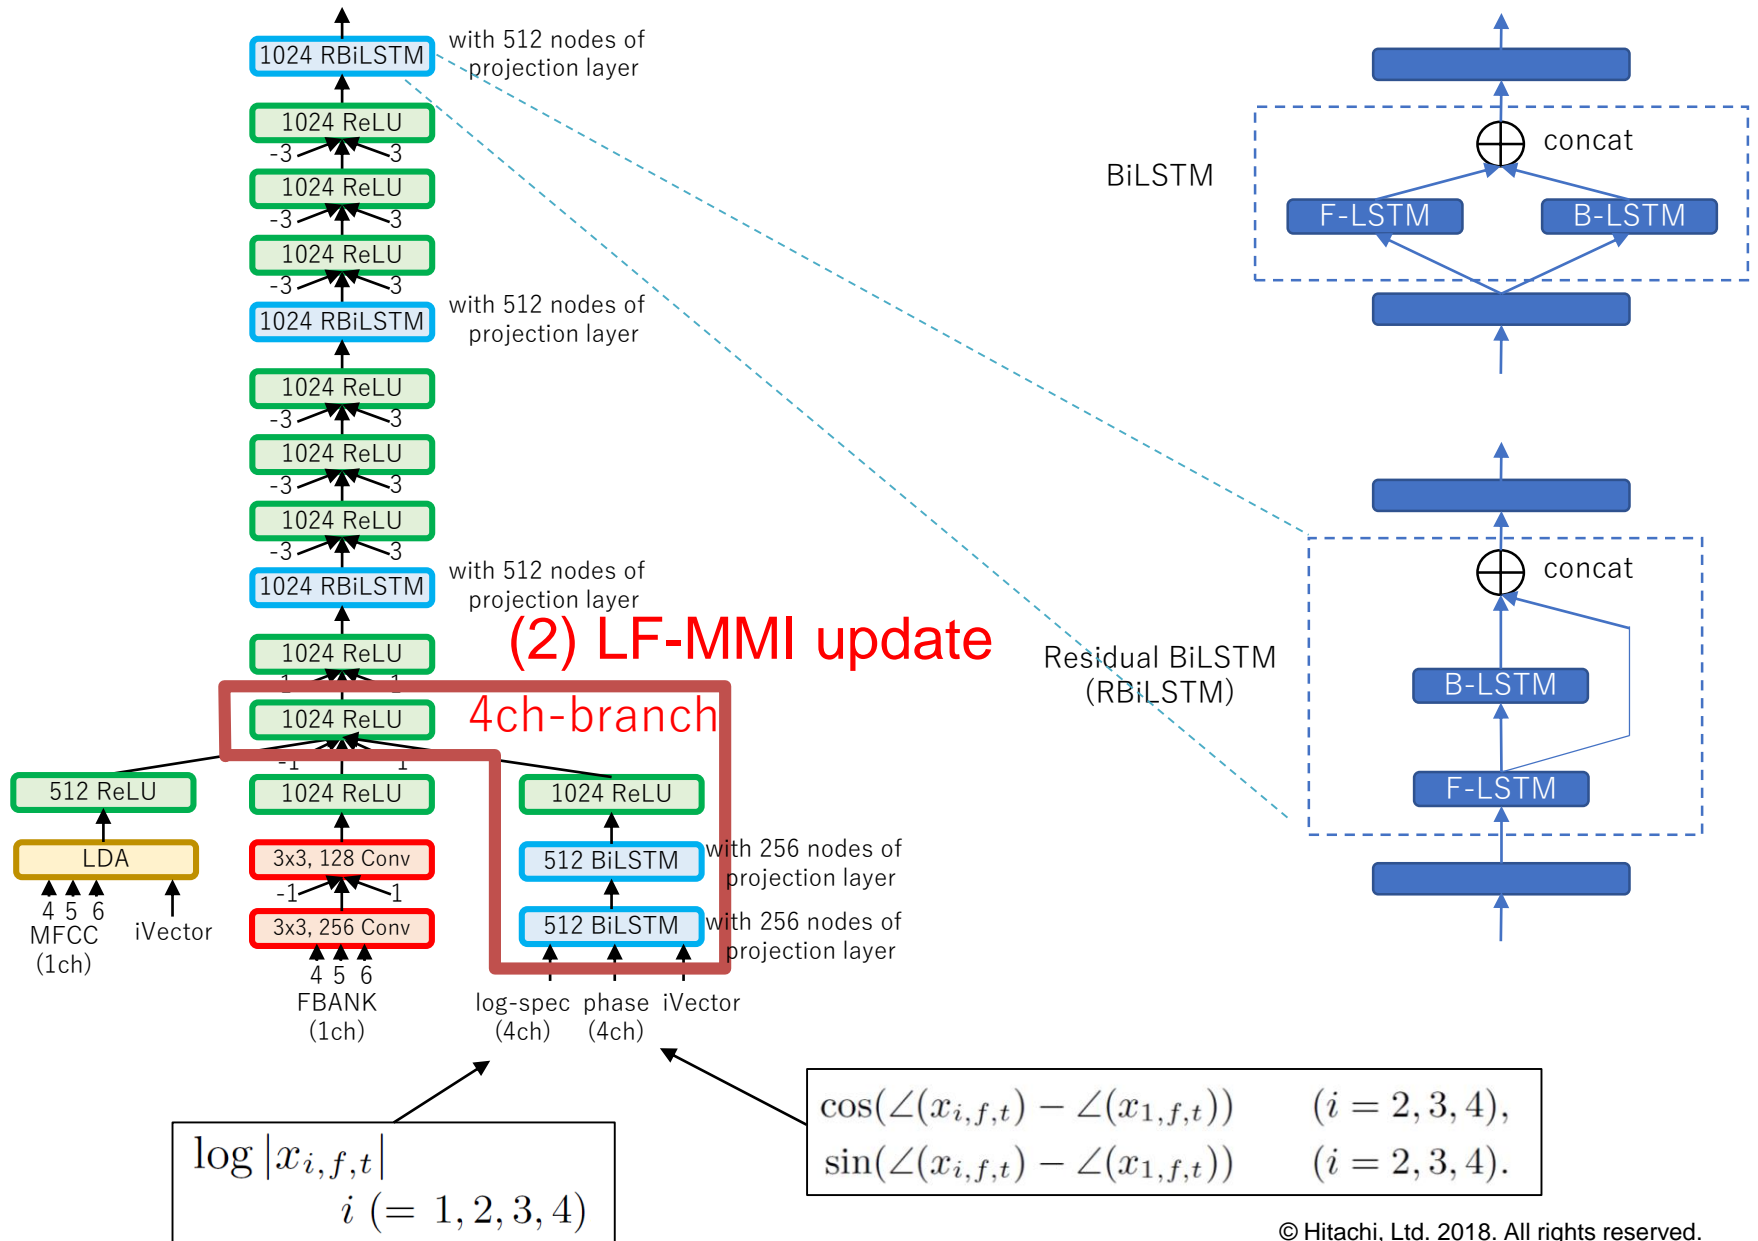 1024 RBiLSTM
with 512 nodes of
projection layer
1024 ReLU
-3 3
1024 ReLU
-3 3
1024 ReLU
-3 3
1024 RBiLSTM
with 512 nodes of
projection layer
1024 ReLU
-3 3
1024 ReLU
-3 3
1024 ReLU
-3 3
1024 RBiLSTM
with 512 nodes of
projection layer
(2) LF-MMI update
1024 ReLU
-1 1
1024 ReLU
4ch-branch
-1 1
512 ReLU
1024 ReLU
1024 ReLU
LDA
3x3, 128 Conv
512 BiLSTM
with 256 nodes of
projection layer
-1 1
4 5 6
MFCC
(1ch)
iVector
3x3, 256 Conv
512 BiLSTM
with 256 nodes of
projection layer
4 5 6
FBANK
(1ch)
log-spec
(4ch)
phase
(4ch)
iVector
log |x_{i,f,t}|
i (= 1, 2, 3, 4)
cos(∠(x_{i,f,t}) − ∠(x_{1,f,t})) (i = 2, 3, 4),
sin(∠(x_{i,f,t}) − ∠(x_{1,f,t})) (i = 2, 3, 4).
BiLSTM
concat
F-LSTM
B-LSTM
Residual BiLSTM
(RBiLSTM)
concat
B-LSTM
F-LSTM
© Hitachi, Ltd. 2018. All rights reserved.